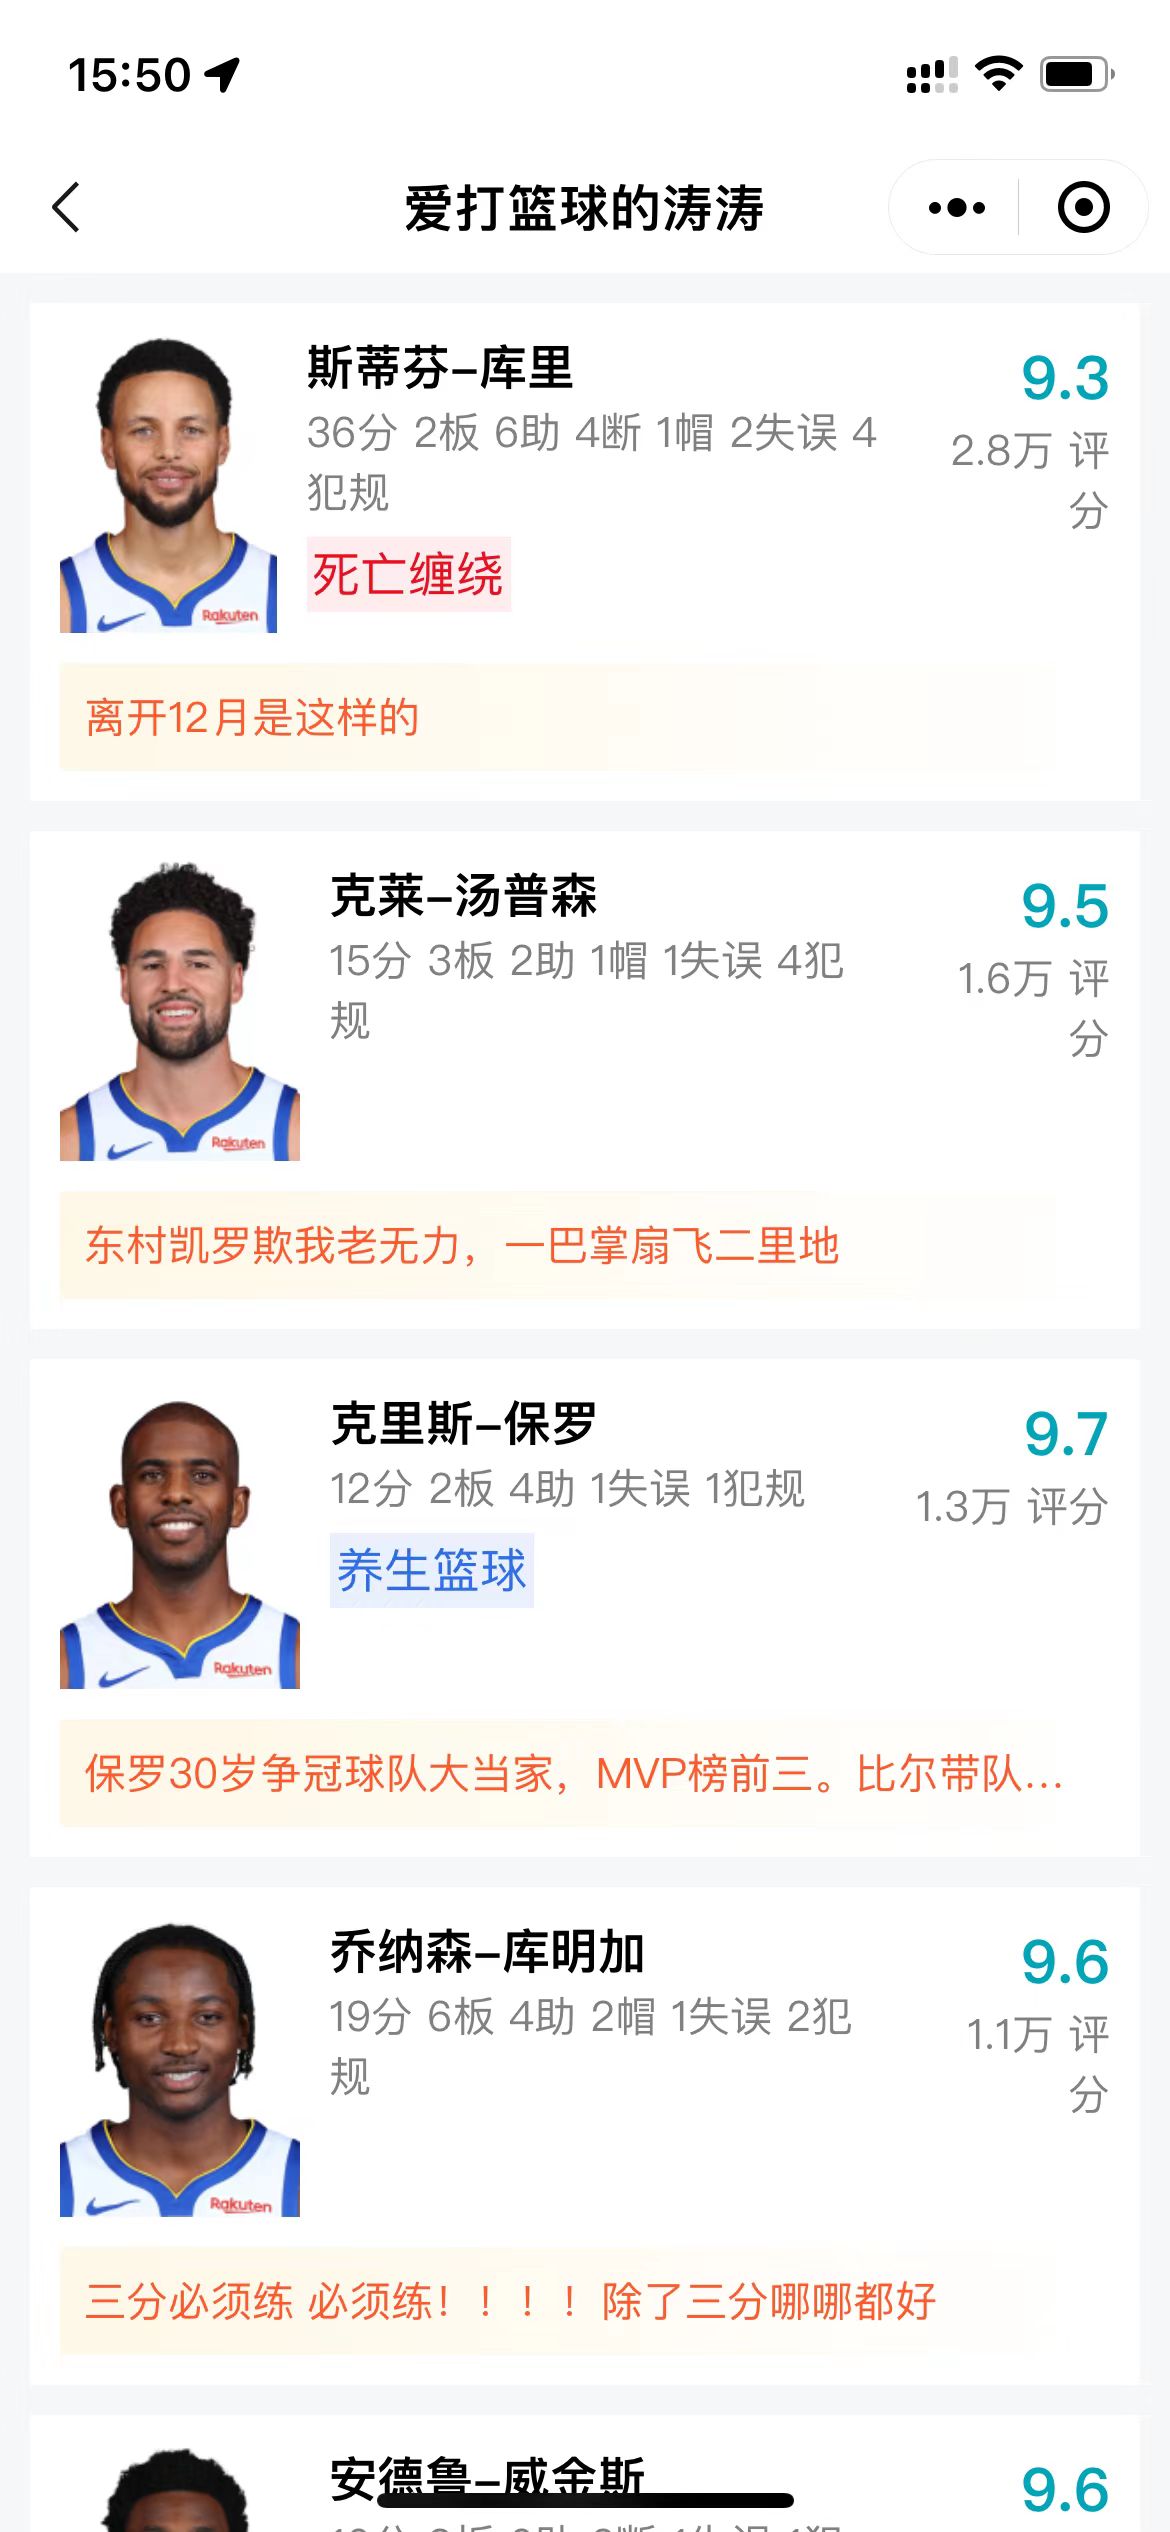 15:50
爱打篮球的涛涛
斯蒂芬-库里
9.3
36分 2板 6助 4断 1帽 2失误 4
犯规
2.8万 评
分
死亡缠绕
Rakuten
离开12月是这样的
克莱-汤普森
9.5
15分 3板 2助 1帽 1失误 4犯
规
1.6万 评
分
Rakuten
东村凯罗欺我老无力，一巴掌扇飞二里地
克里斯-保罗
9.7
12分 2板 4助 1失误 1犯规
1.3万 评分
养生篮球
Rakuten
保罗30岁争冠球队大当家，MVP榜前三。比尔带队...
乔纳森-库明加
9.6
19分 6板 4助 2帽 1失误 2犯
规
1.1万 评
分
Rakuten
三分必须练 必须练！！！！除了三分哪哪都好
安德鲁-威金斯
9.6